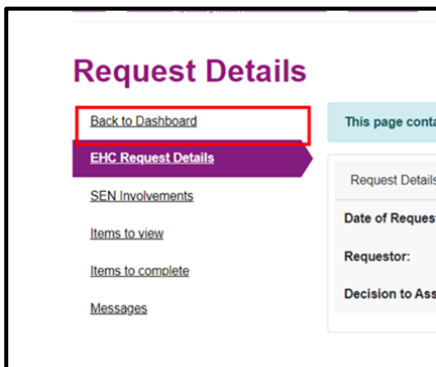 Request Details
Back to Dashboard
EHC Request Details
SEN Involvements
Items to view
Items to complete
Messages
This page conta
Request Details
Date of Reques
Requestor:
Decision to Ass